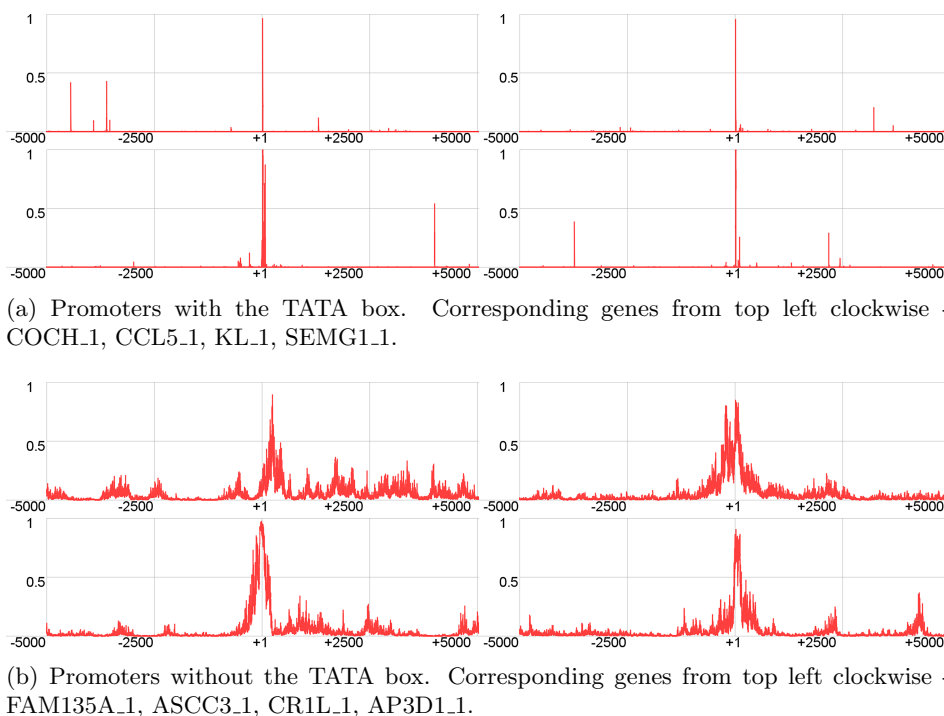 1 1
0.5 0.5
-5000 -2500 +1 +2500 +5000 -5000 -2500 +1 +2500 +5000
1 1
0.5 0.5
-5000 -2500 +1 +2500 +5000 -5000 -2500 +1 +2500 +5000
(a) Promoters with the TATA box. Corresponding genes from top left clockwise -
COCH_1, CCL5_1, KL_1, SEMG1_1.
1 1
0.5 0.5
-5000 -2500 +1 +2500 +5000 -5000 -2500 +1 +2500 +5000
1 1
0.5 0.5
-5000 -2500 +1 +2500 +5000 -5000 -2500 +1 +2500 +5000
(b) Promoters without the TATA box. Corresponding genes from top left clockwise -
FAM135A_1, ASCC3_1, CR1L_1, AP3D1_1.